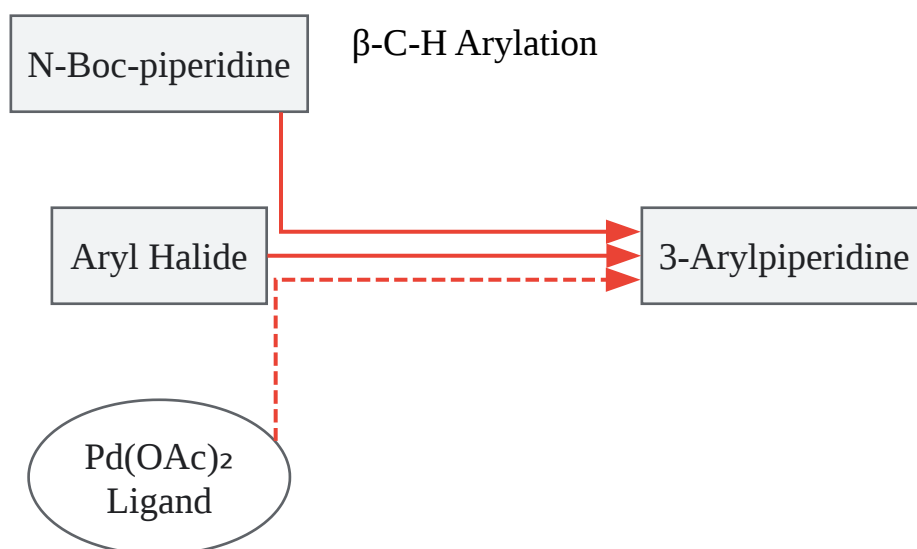 N-Boc-piperidine
β-C-H Arylation
Aryl Halide
3-Arylpiperidine
Pd(OAc)₂
Ligand